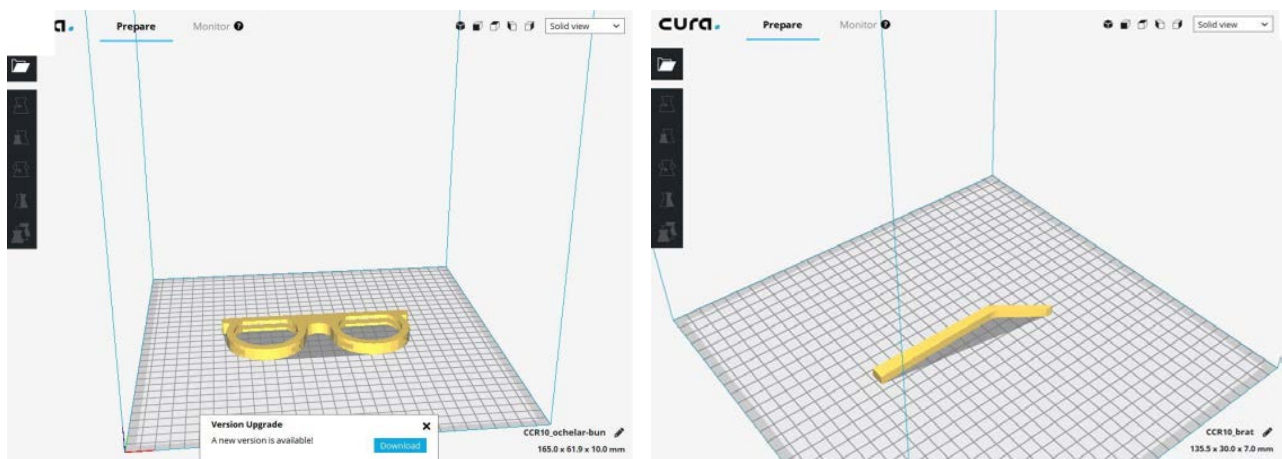 a. Prepare Monitor ? Solid view
Version Upgrade
A new version is available!
Download
CCR10_ochelar-bun
165.0 x 61.9 x 10.0 mm
cura. Prepare Monitor ? Solid view
CCR10_brat
135.5 x 30.0 x 7.0 mm